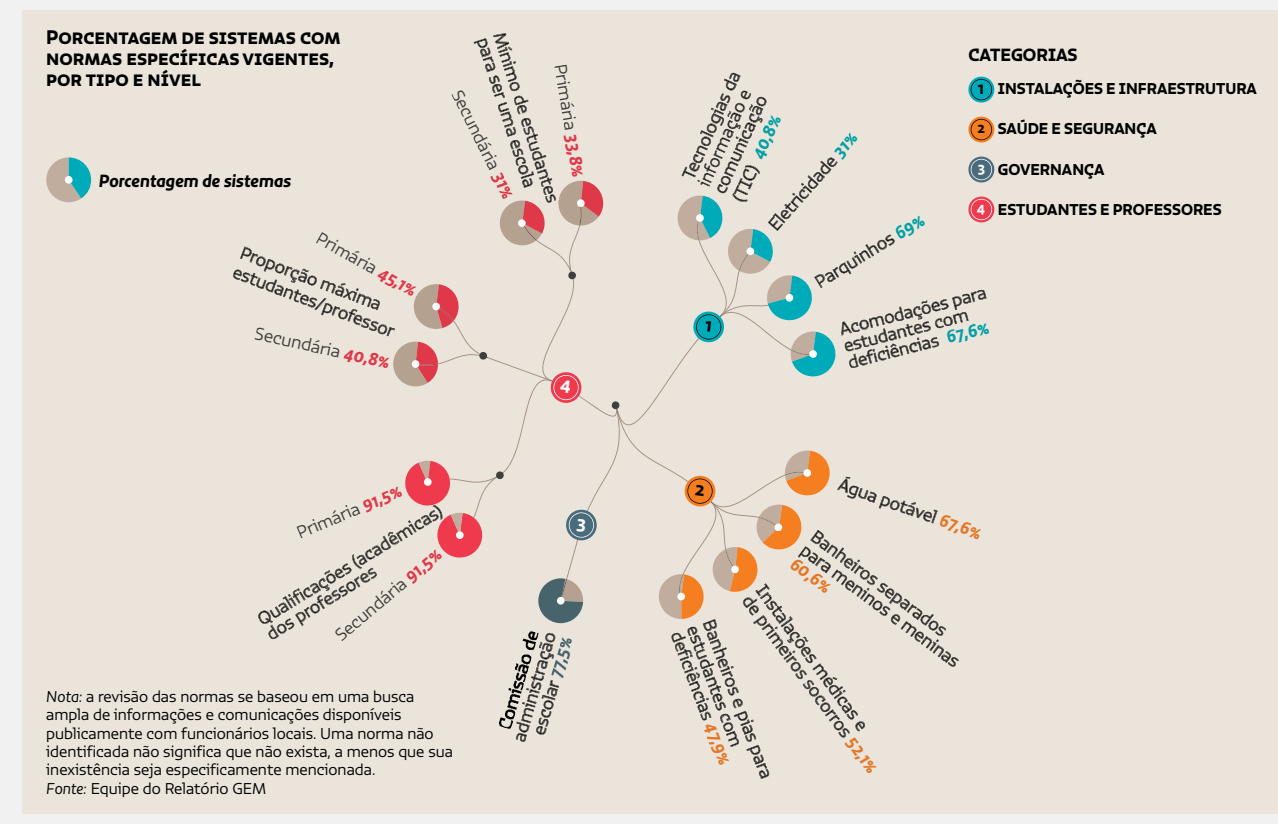 PORCENTAGEM DE SISTEMAS COM
NORMAS ESPECÍFICAS VIGENTES,
POR TIPO E NÍVEL
Porcentagem de sistemas
CATEGORIAS
1 INSTALAÇÕES E INFRAESTRUTURA
2 SAÚDE E SEGURANÇA
3 GOVERNANÇA
4 ESTUDANTES E PROFESSORES
1
Tecnologias da
informação e
comunicação
(TIC) 40,8%
Eletricidade 31%
Parquinhos 69%
Acomodações para
estudantes com
deficiências 67,6%
2
Água potável 67,6%
Banheiros separados
para meninos e meninas
60,6%
Instalações médicas e
de primeiros socorros 52,1%
Banheiros e pias para
estudantes com
deficiências 47,9%
3
Comissão de
administração
escolar 77,5%
4
Mínimo de estudantes
para ser uma escola
Primária 33,8%
Secundária 31%
Proporção máxima
estudantes/professor
Primária 45,1%
Secundária 40,8%
Qualificações (acadêmicas)
dos professores
Primária 91,5%
Secundária 91,5%
Nota: a revisão das normas se baseou em uma busca
ampla de informações e comunicações disponíveis
publicamente com funcionários locais. Uma norma não
identificada não significa que não exista, a menos que sua
inexistência seja especificamente mencionada.
Fonte: Equipe do Relatório GEM